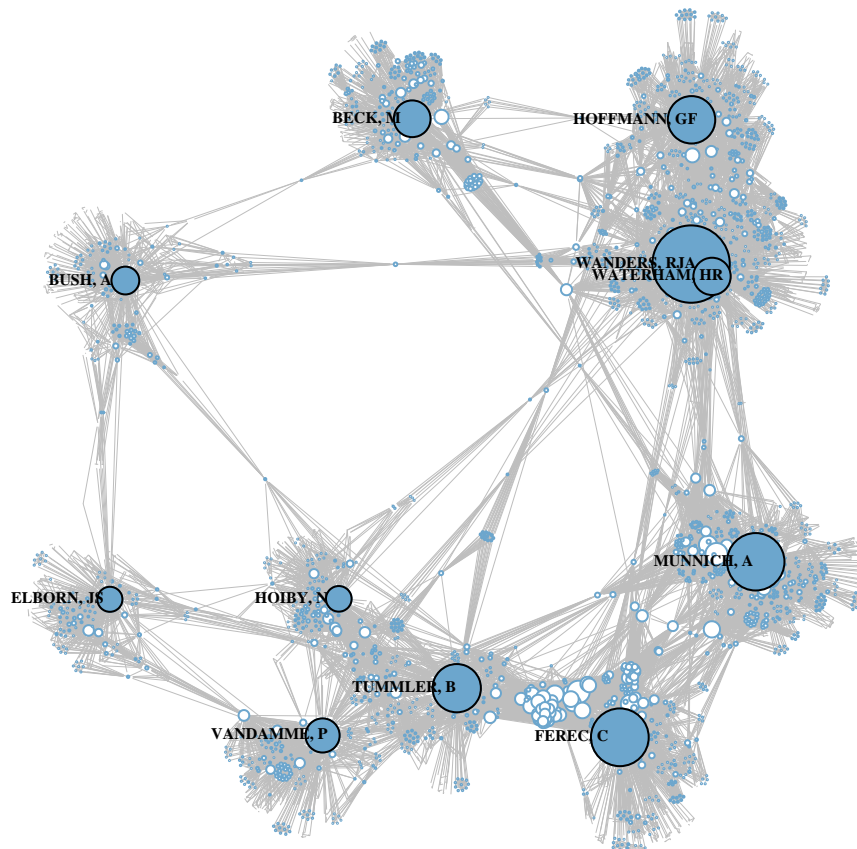 BECK, M
HOFFMANN, GF
WANDERS, RJA
WATERHAM, HR
BUSH, A
MUNNICH, A
ELBORN, JS
HOIBY, N
TUMMLER, B
VANDAMME, P
FEREC, C